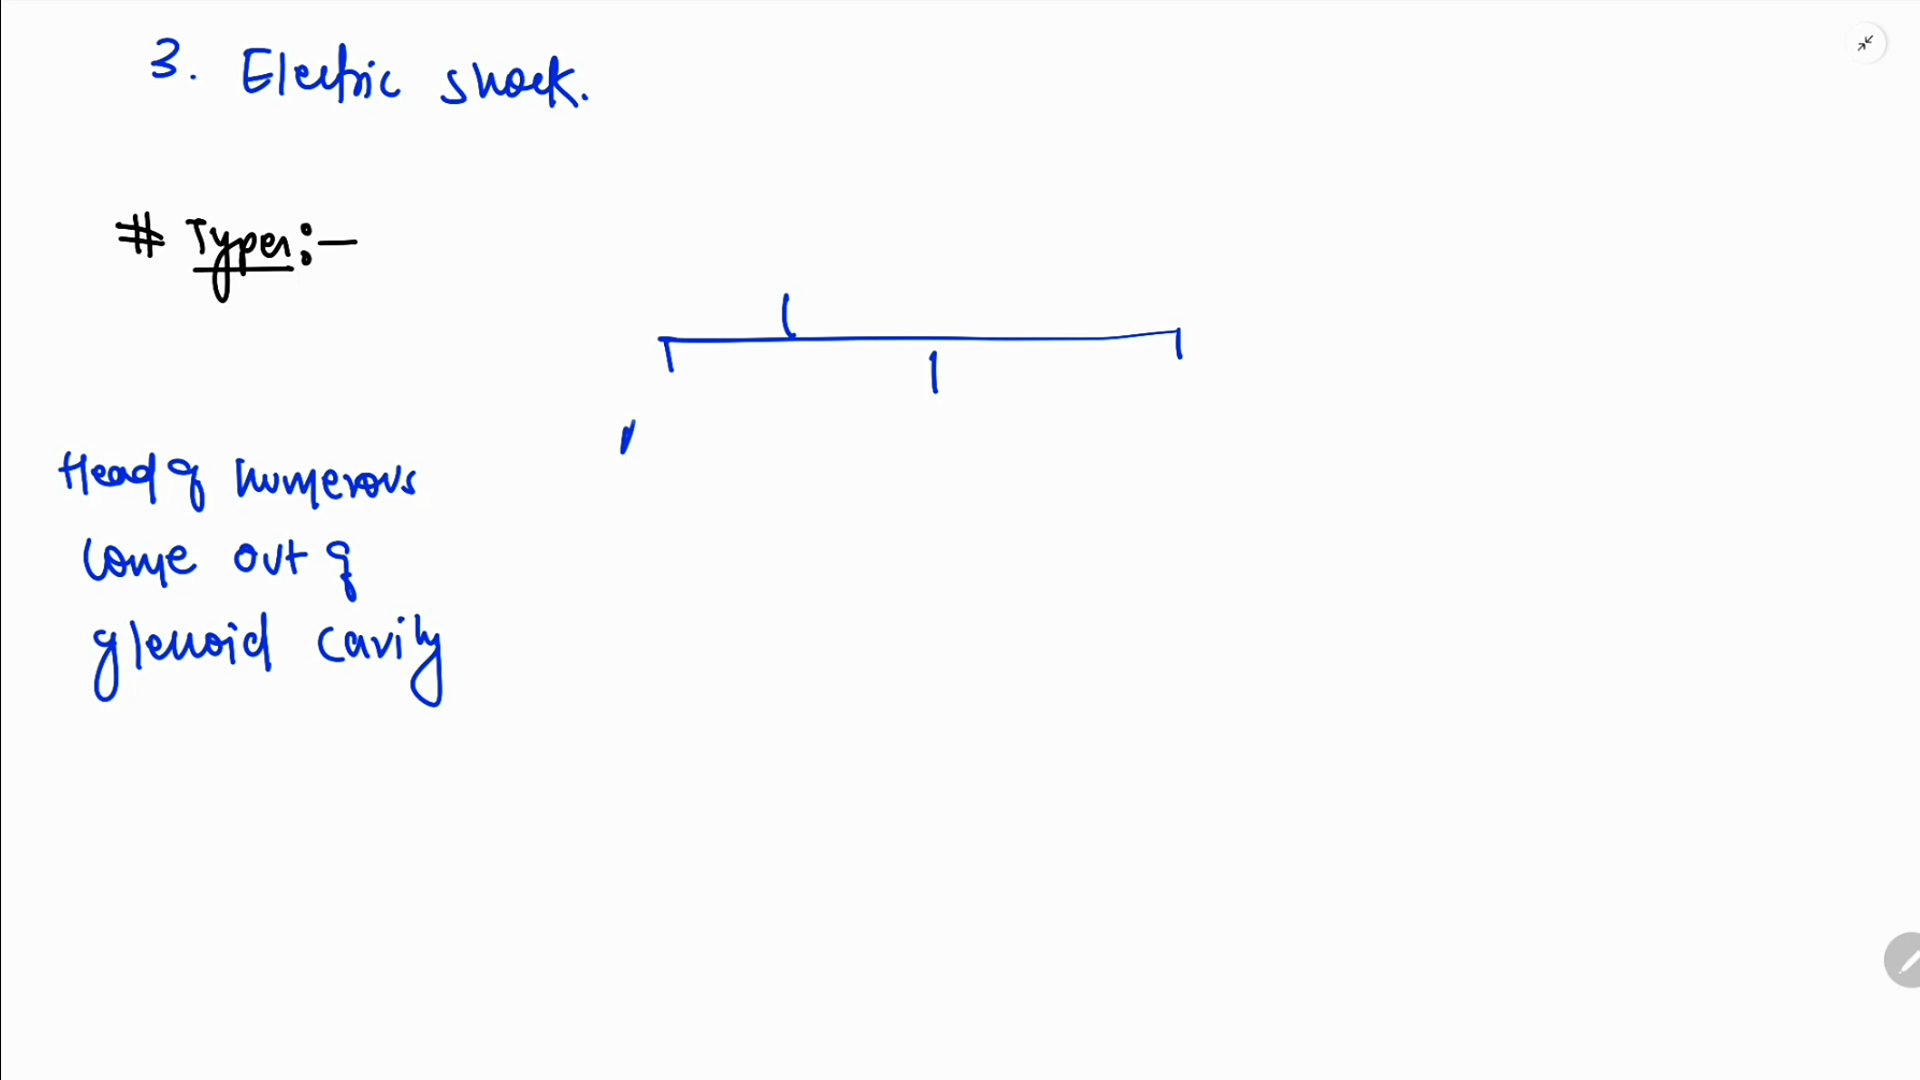 3. Electric shock.
# Types:-
Head of humerous
come out of
glenoid cavity